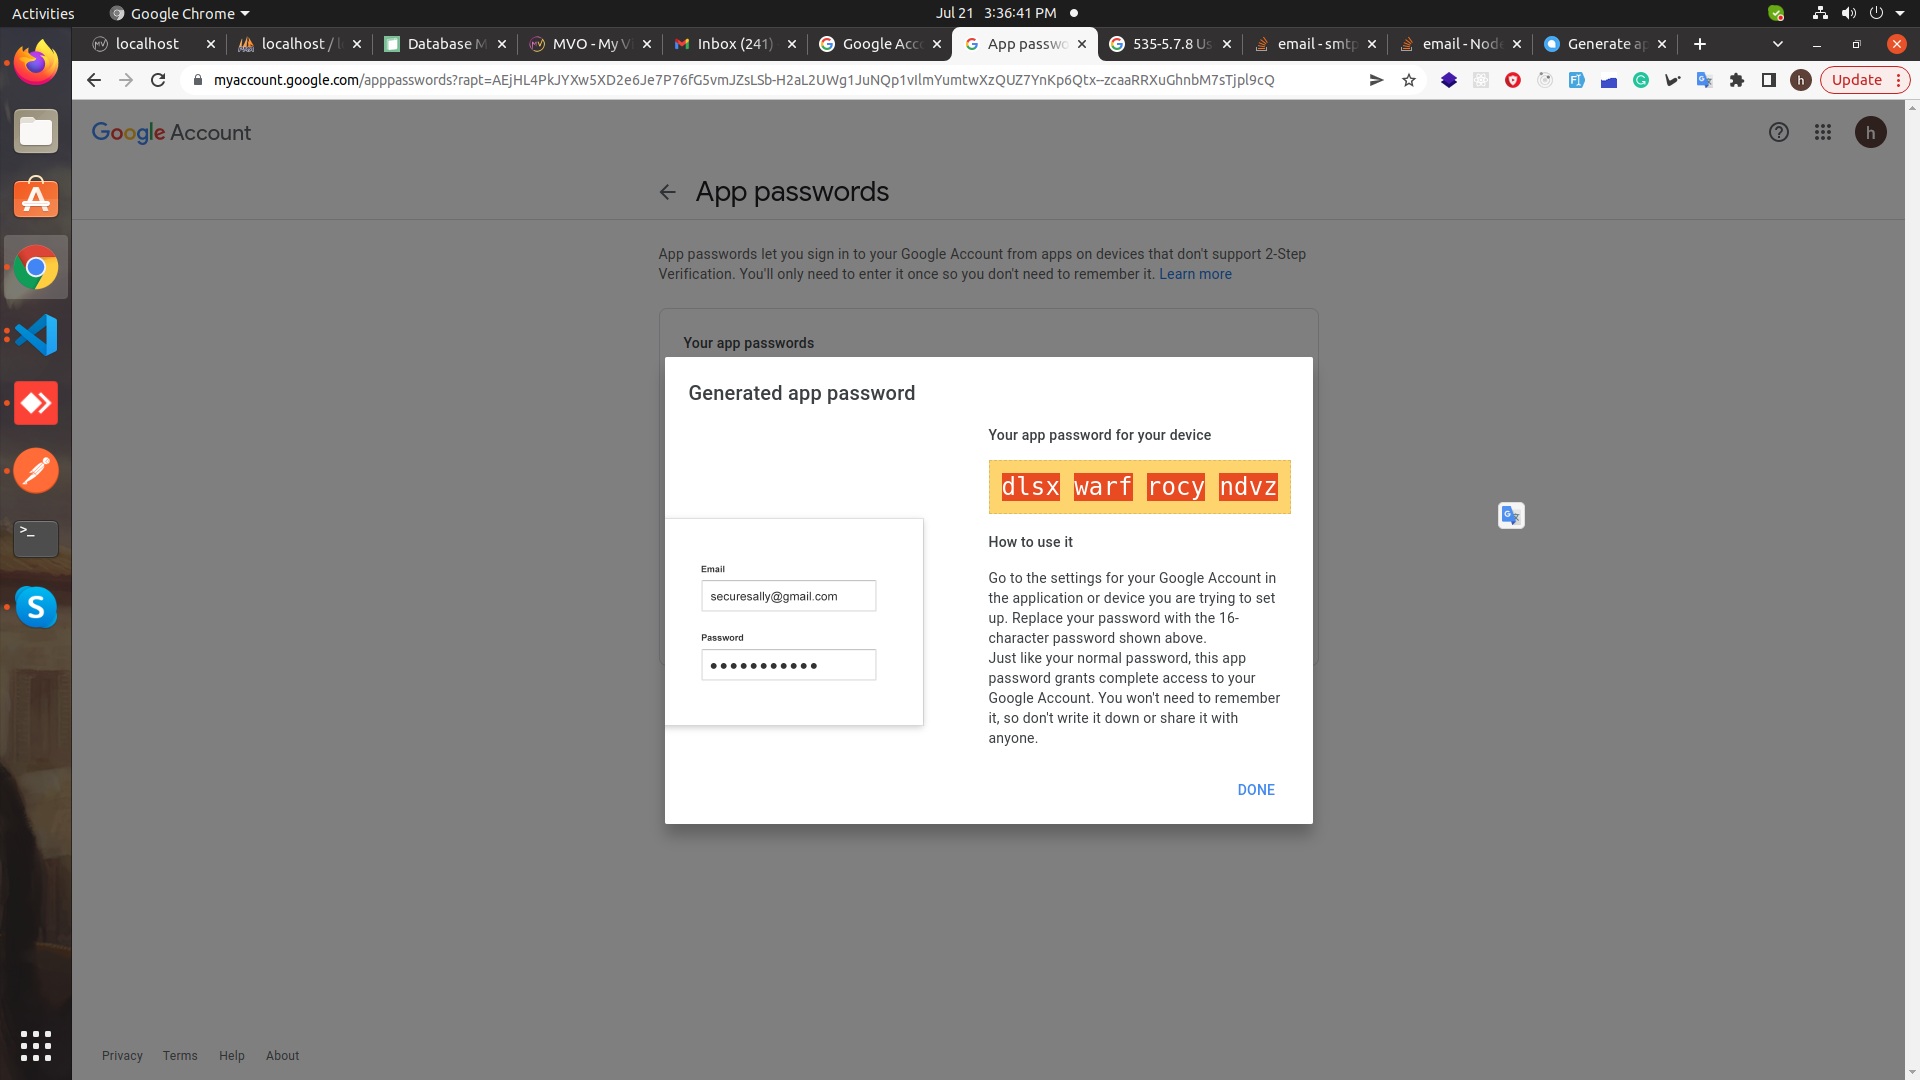 Activities
Google Chrome
Jul 21 3:36:41 PM
localhost
localhost / l
Database M
MVO - My V
Inbox (241)
Google Acc
App passwo
535-5.7.8 Us
email - smtp
email - Node
Generate ap
myaccount.google.com/apppasswords?rapt=AEjHL4PkJYXw5XD2e6Je7P76fG5vmJZsLSb-H2aL2UWg1JuNQp1vIlmYumtwXzQUZ7YnKp6Qtx--zcaaRRXuGhnbM7sTjpl9cQ
h
Update
Google Account
h
App passwords
App passwords let you sign in to your Google Account from apps on devices that don't support 2-Step
Verification. You'll only need to enter it once so you don't need to remember it. Learn more
Your app passwords
Generated app password
Your app password for your device
dlsx warf rocy ndvz
Email
securesally@gmail.com
Password
How to use it
Go to the settings for your Google Account in
the application or device you are trying to set
up. Replace your password with the 16-
character password shown above.
Just like your normal password, this app
password grants complete access to your
Google Account. You won't need to remember
it, so don't write it down or share it with
anyone.
DONE
Privacy
Terms
Help
About